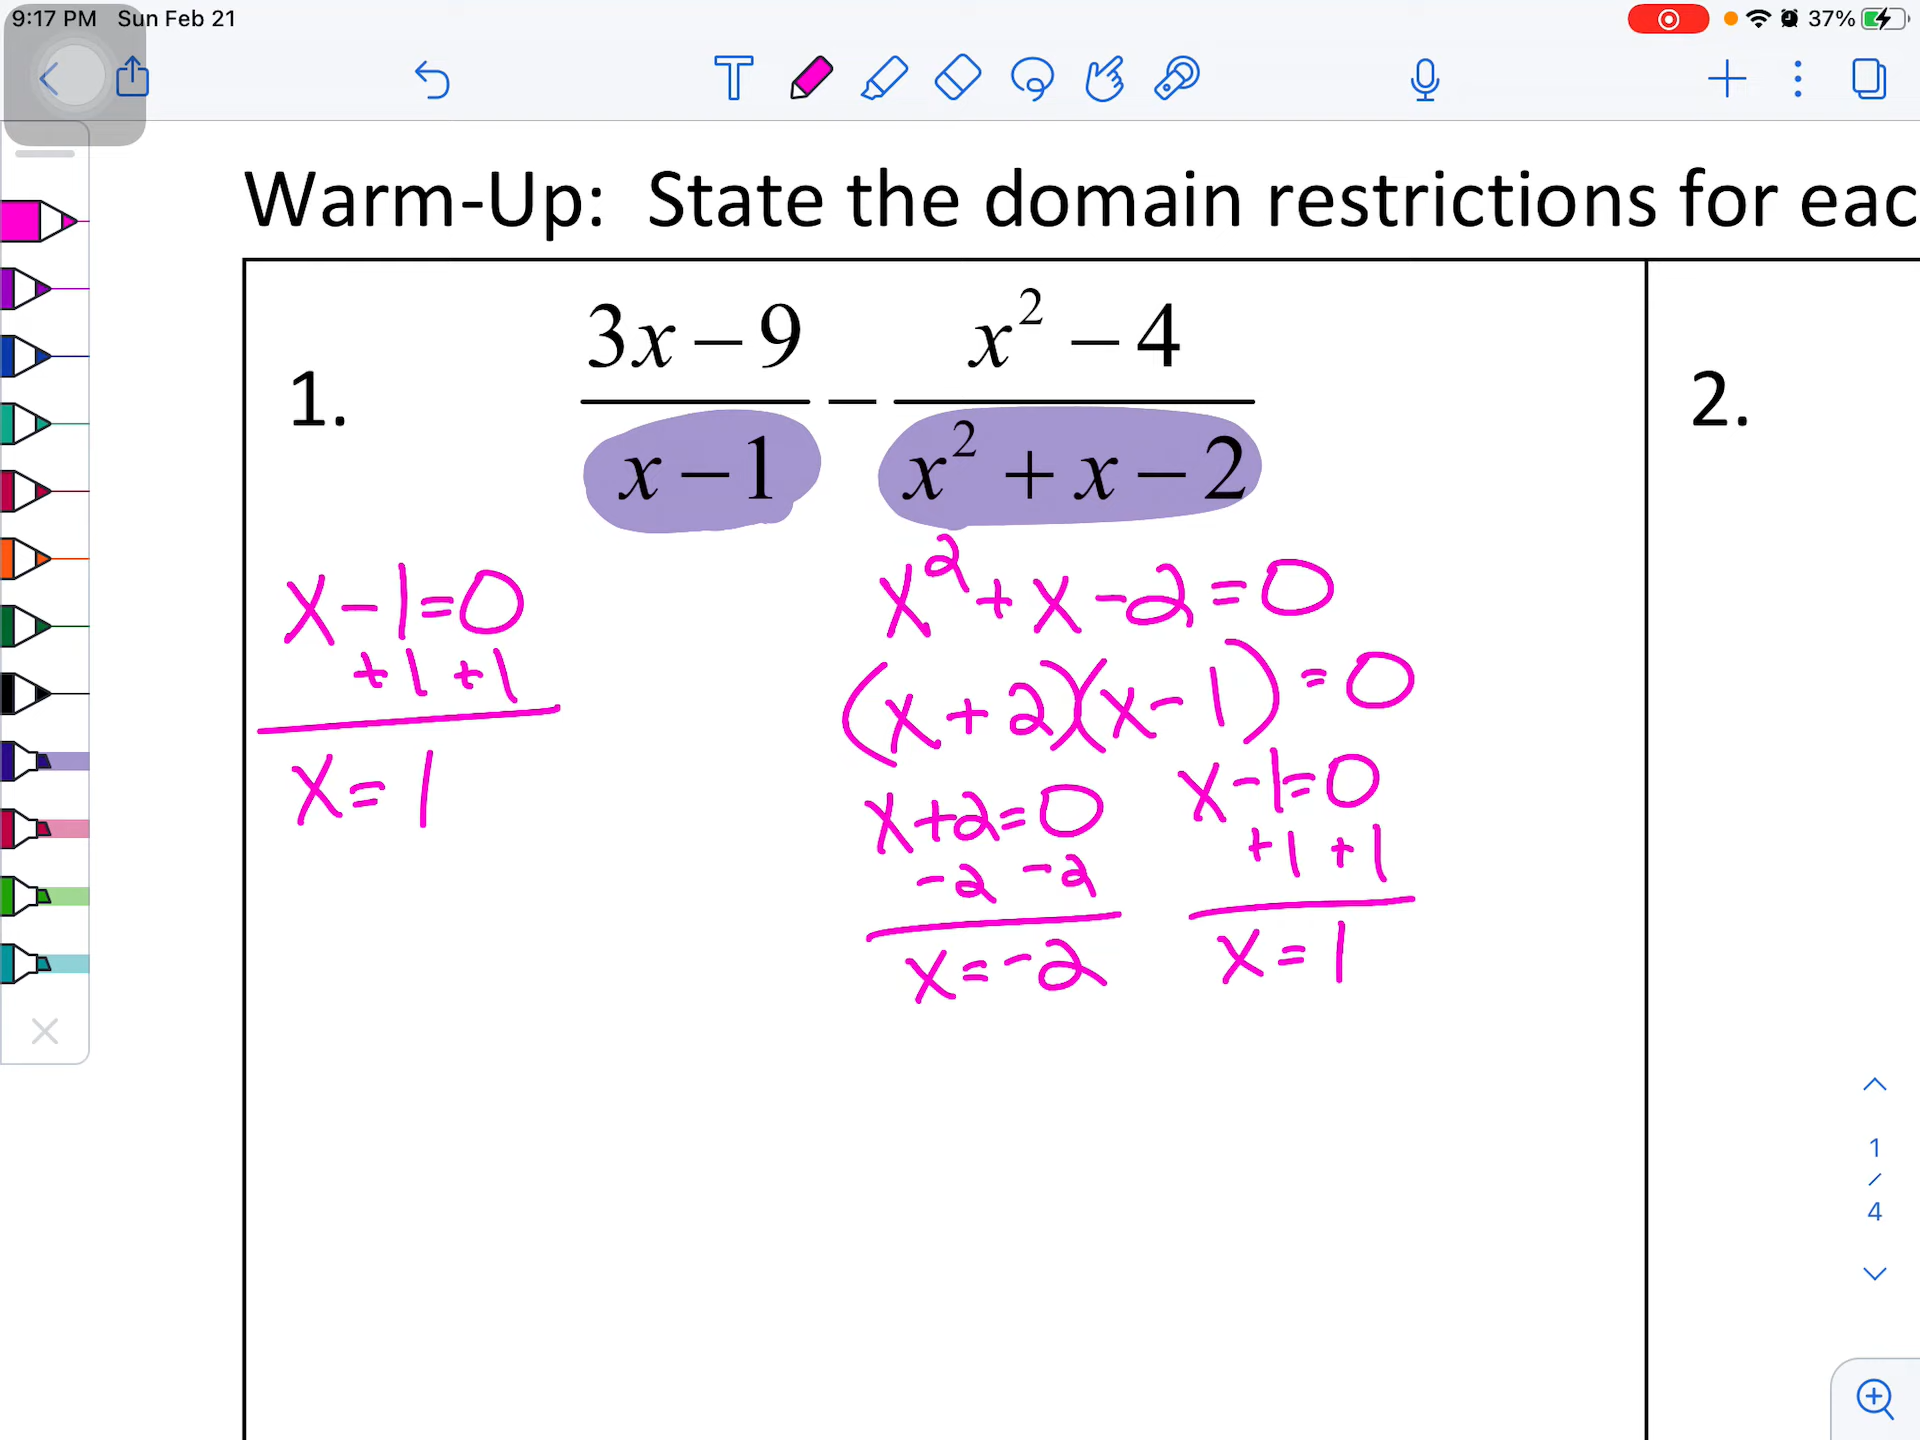 9:17 PM Sun Feb 21
37%
Warm-Up: State the domain restrictions for eac
1.
3x − 9
x − 1
−
x² − 4
x² + x − 2
2.
x - 1 = 0
+1 +1
x = 1
x² + x - 2 = 0
(x + 2)(x - 1) = 0
x + 2 = 0
-2 -2
x = -2
x - 1 = 0
+1 +1
x = 1
1
/
4